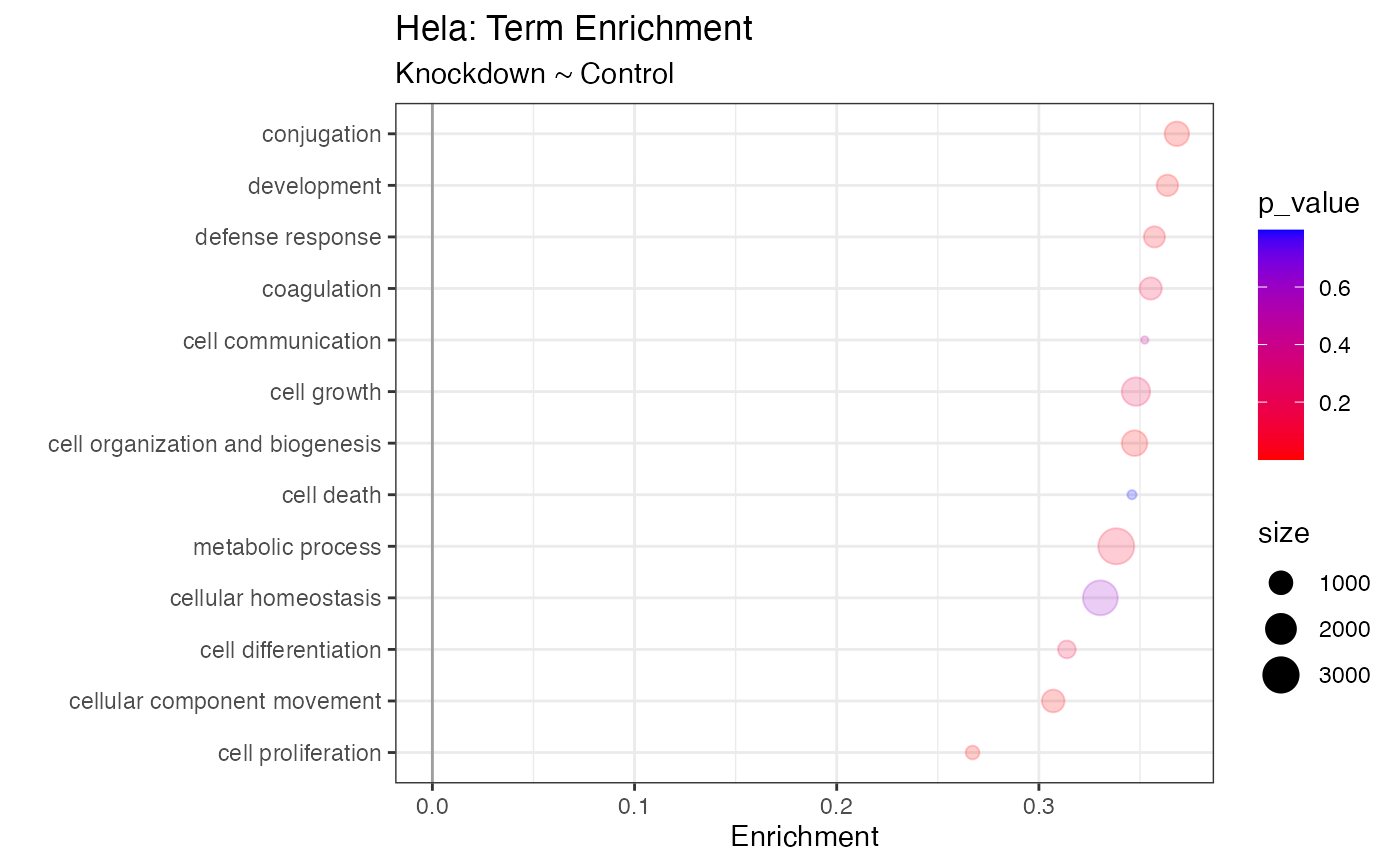 Hela: Term Enrichment
Knockdown ~ Control
conjugation
development
defense response
coagulation
cell communication
cell growth
cell organization and biogenesis
cell death
metabolic process
cellular homeostasis
cell differentiation
cellular component movement
cell proliferation
0.0 0.1 0.2 0.3
Enrichment
p_value
0.6
0.4
0.2
size
1000
2000
3000